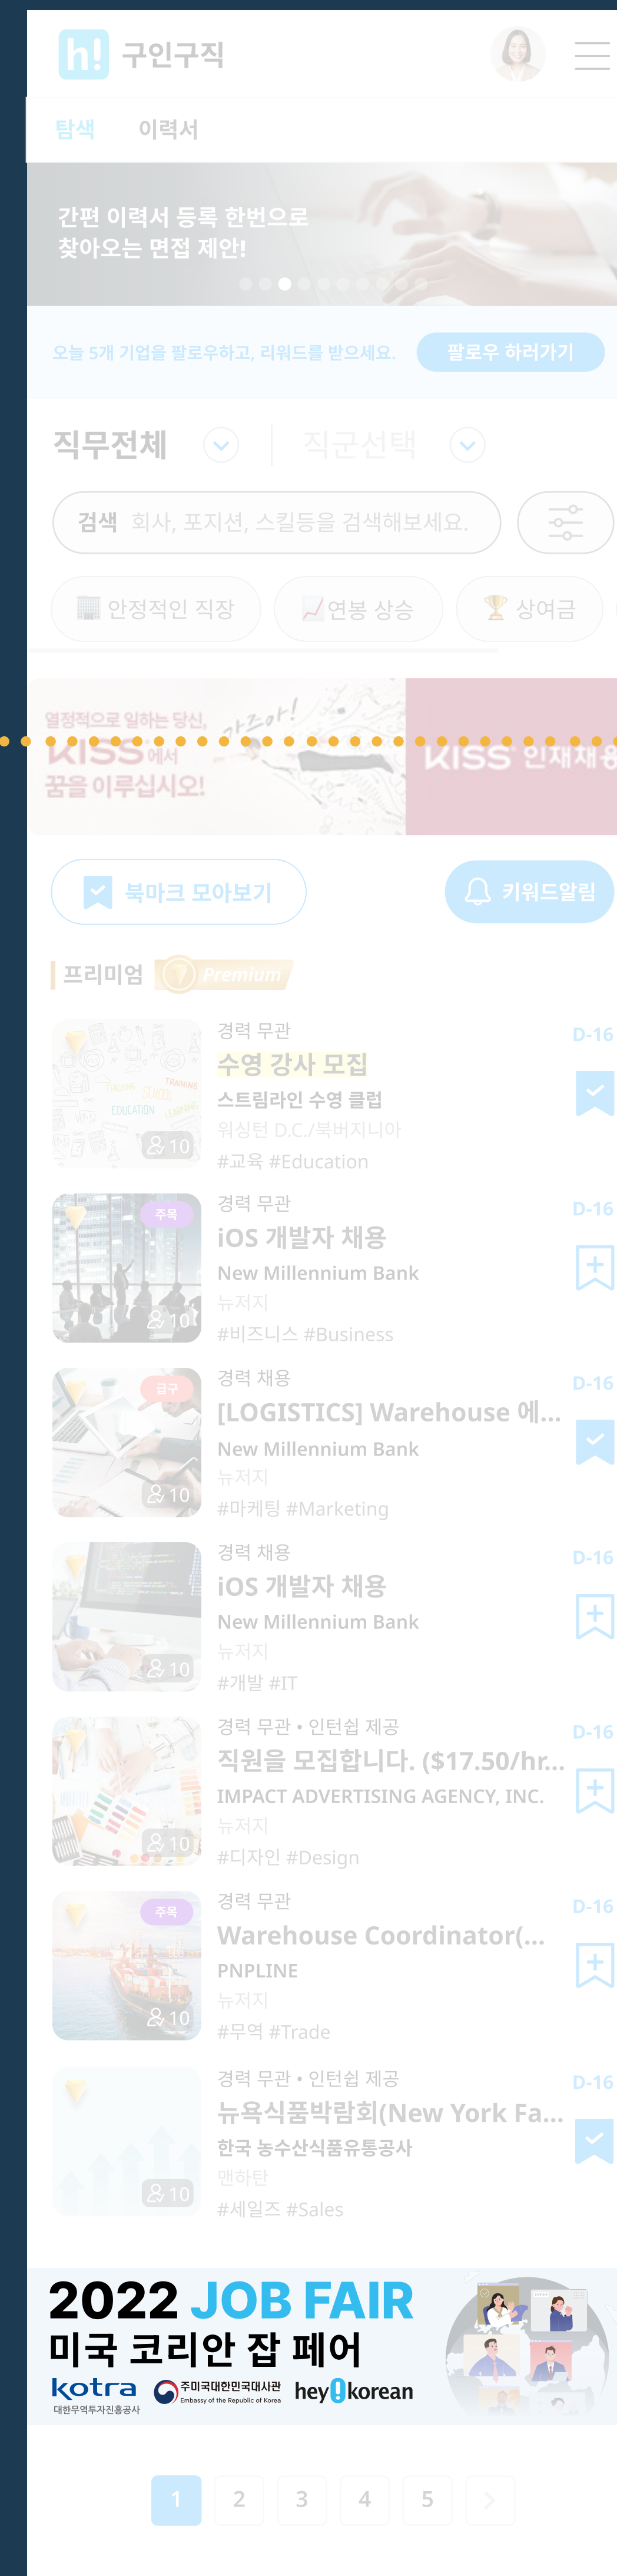 h! 구인구직
탐색 이력서
간편 이력서 등록 한번으로
찾아오는 면접 제안!
오늘 5개 기업을 팔로우하고, 리워드를 받으세요. 팔로우 하러가기
직무전체 직군선택
검색 회사, 포지션, 스킬등을 검색해보세요.
안정적인 직장 연봉 상승 상여금
열정적으로 일하는 당신,
KISS 에서
꿈을 이루십시오!
가즈아!
KISS 인재채용
북마크 모아보기 키워드알림
프리미엄 Premium
경력 무관 D-16
수영 강사 모집
스트림라인 수영 클럽
워싱턴 D.C./북버지니아
10 #교육 #Education
TRAINING
EDUCATION
LEARNING
주목 경력 무관 D-16
iOS 개발자 채용
New Millennium Bank
뉴저지
10 #비즈니스 #Business
급구 경력 채용 D-16
[LOGISTICS] Warehouse 에...
New Millennium Bank
뉴저지
10 #마케팅 #Marketing
경력 채용 D-16
iOS 개발자 채용
New Millennium Bank
뉴저지
10 #개발 #IT
경력 무관 • 인턴쉽 제공 D-16
직원을 모집합니다. ($17.50/hr...
IMPACT ADVERTISING AGENCY, INC.
뉴저지
10 #디자인 #Design
주목 경력 무관 D-16
Warehouse Coordinator(...
PNPLINE
뉴저지
10 #무역 #Trade
경력 무관 • 인턴쉽 제공 D-16
뉴욕식품박람회(New York Fa...
한국 농수산식품유통공사
맨하탄
10 #세일즈 #Sales
2022 JOB FAIR
미국 코리안 잡 페어
kotra 주미국대한민국대사관 hey!korean
대한무역투자진흥공사 Embassy of the Republic of Korea
1 2 3 4 5